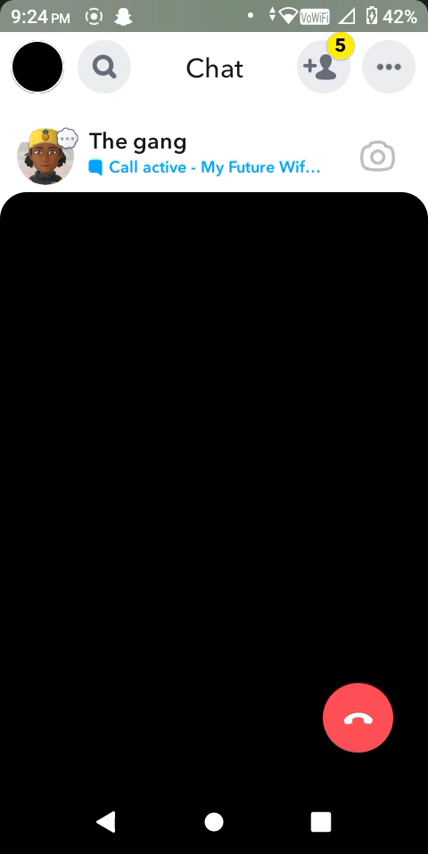 9:24 PM VoWiFi 42%
5
Chat
The gang
Call active - My Future Wif...